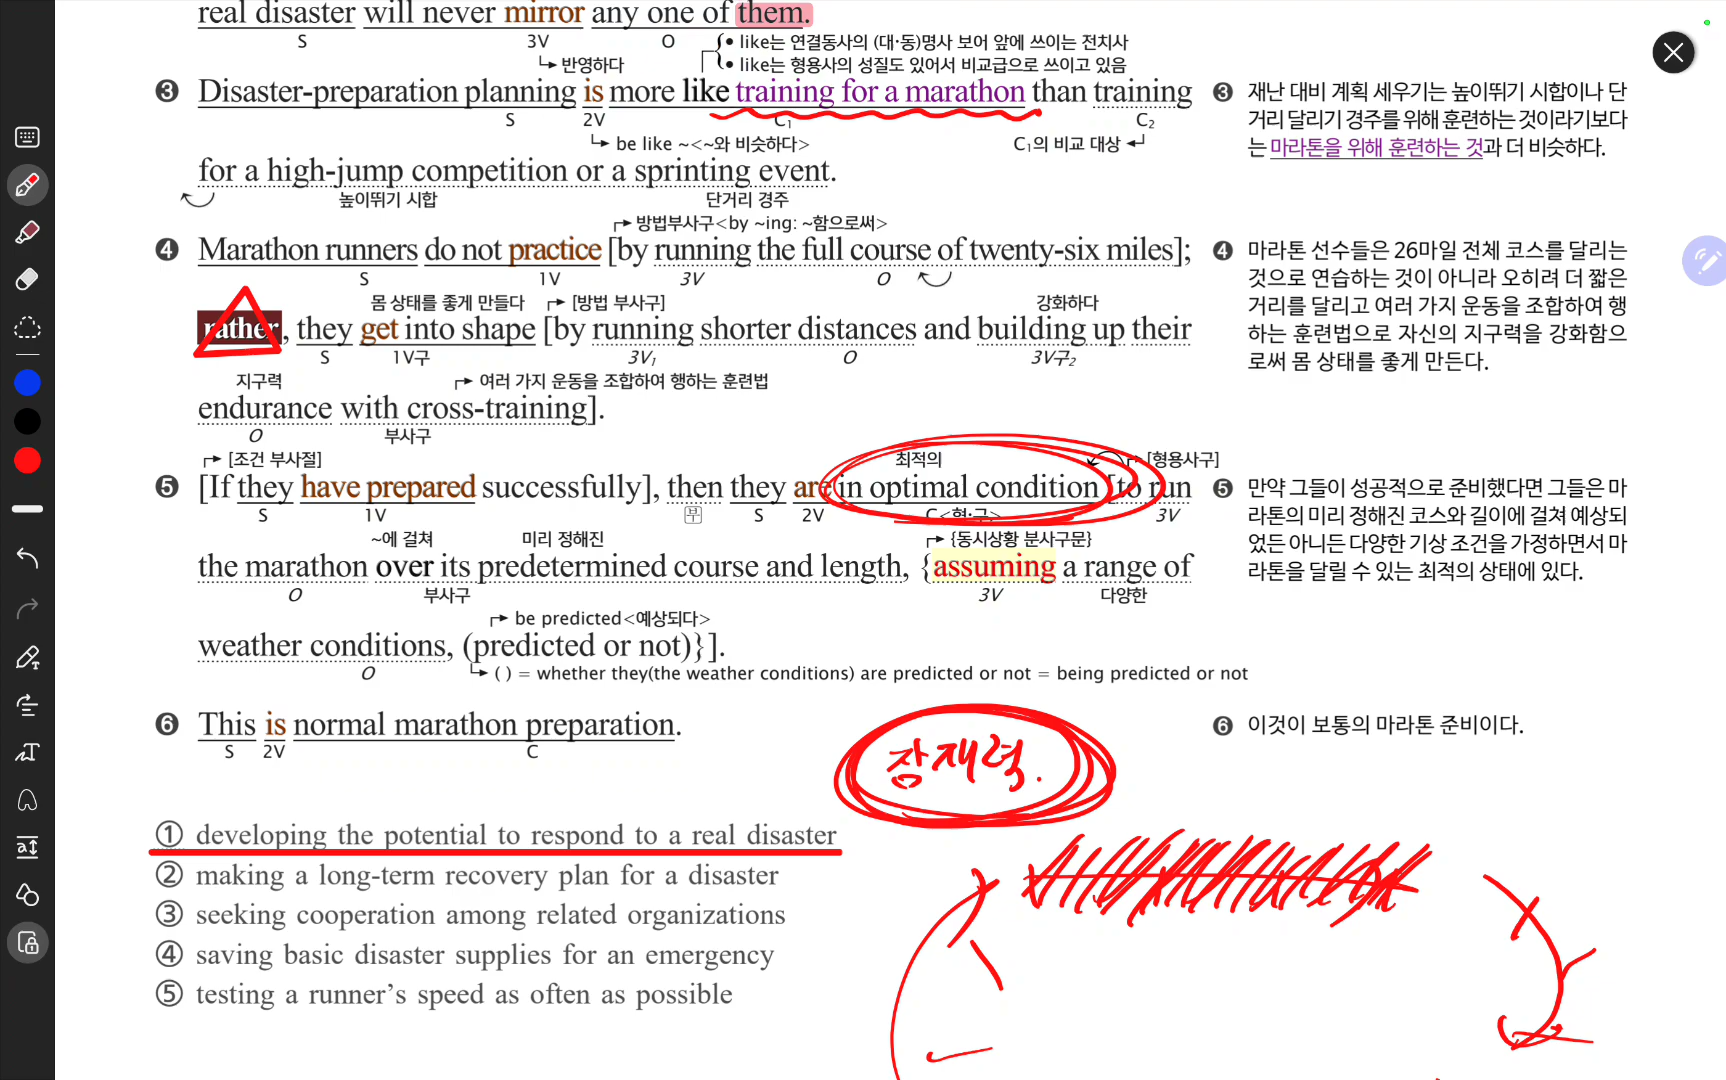 real disaster will never mirror any one of them.
S 3V O
• like는 연결동사의 (대·동)명사 보어 앞에 쓰이는 전치사
반영하다
• like는 형용사의 성질도 있어서 비교급으로 쓰이고 있음
❸ Disaster-preparation planning is more like training for a marathon than training
S 2V C₁ C₂
be like ~<~와 비슷하다> C₁의 비교 대상
for a high-jump competition or a sprinting event.
높이뛰기 시합 단거리 경주
❸ 재난 대비 계획 세우기는 높이뛰기 시합이나 단
거리 달리기 경주를 위해 훈련하는 것이라기보다
는 마라톤을 위해 훈련하는 것과 더 비슷하다.
방법부사구<by ~ing: ~함으로써>
❹ Marathon runners do not practice [by running the full course of twenty-six miles];
S 1V 3V O
몸 상태를 좋게 만들다 [방법 부사구] 강화하다
rather, they get into shape [by running shorter distances and building up their
S 1V구 3V₁ O 3V구₂
지구력 여러 가지 운동을 조합하여 행하는 훈련법
endurance with cross-training].
O 부사구
❹ 마라톤 선수들은 26마일 전체 코스를 달리는
것으로 연습하는 것이 아니라 오히려 더 짧은
거리를 달리고 여러 가지 운동을 조합하여 행
하는 훈련법으로 자신의 지구력을 강화함으
로써 몸 상태를 좋게 만든다.
[조건 부사절] 최적의 [형용사구]
❺ [If they have prepared successfully], then they are in optimal condition [to run
S 1V 부 S 2V C<형·구> 3V
~에 걸쳐 미리 정해진 {동시상황 분사구문}
the marathon over its predetermined course and length, {assuming a range of
O 부사구 3V 다양한
be predicted<예상되다>
weather conditions, (predicted or not)}].
O ( ) = whether they(the weather conditions) are predicted or not = being predicted or not
❺ 만약 그들이 성공적으로 준비했다면 그들은 마
라톤의 미리 정해진 코스와 길이에 걸쳐 예상되
었든 아니든 다양한 기상 조건을 가정하면서 마
라톤을 달릴 수 있는 최적의 상태에 있다.
❻ This is normal marathon preparation.
S 2V C
❻ 이것이 보통의 마라톤 준비이다.
잠재력.
① developing the potential to respond to a real disaster
② making a long-term recovery plan for a disaster
③ seeking cooperation among related organizations
④ saving basic disaster supplies for an emergency
⑤ testing a runner's speed as often as possible